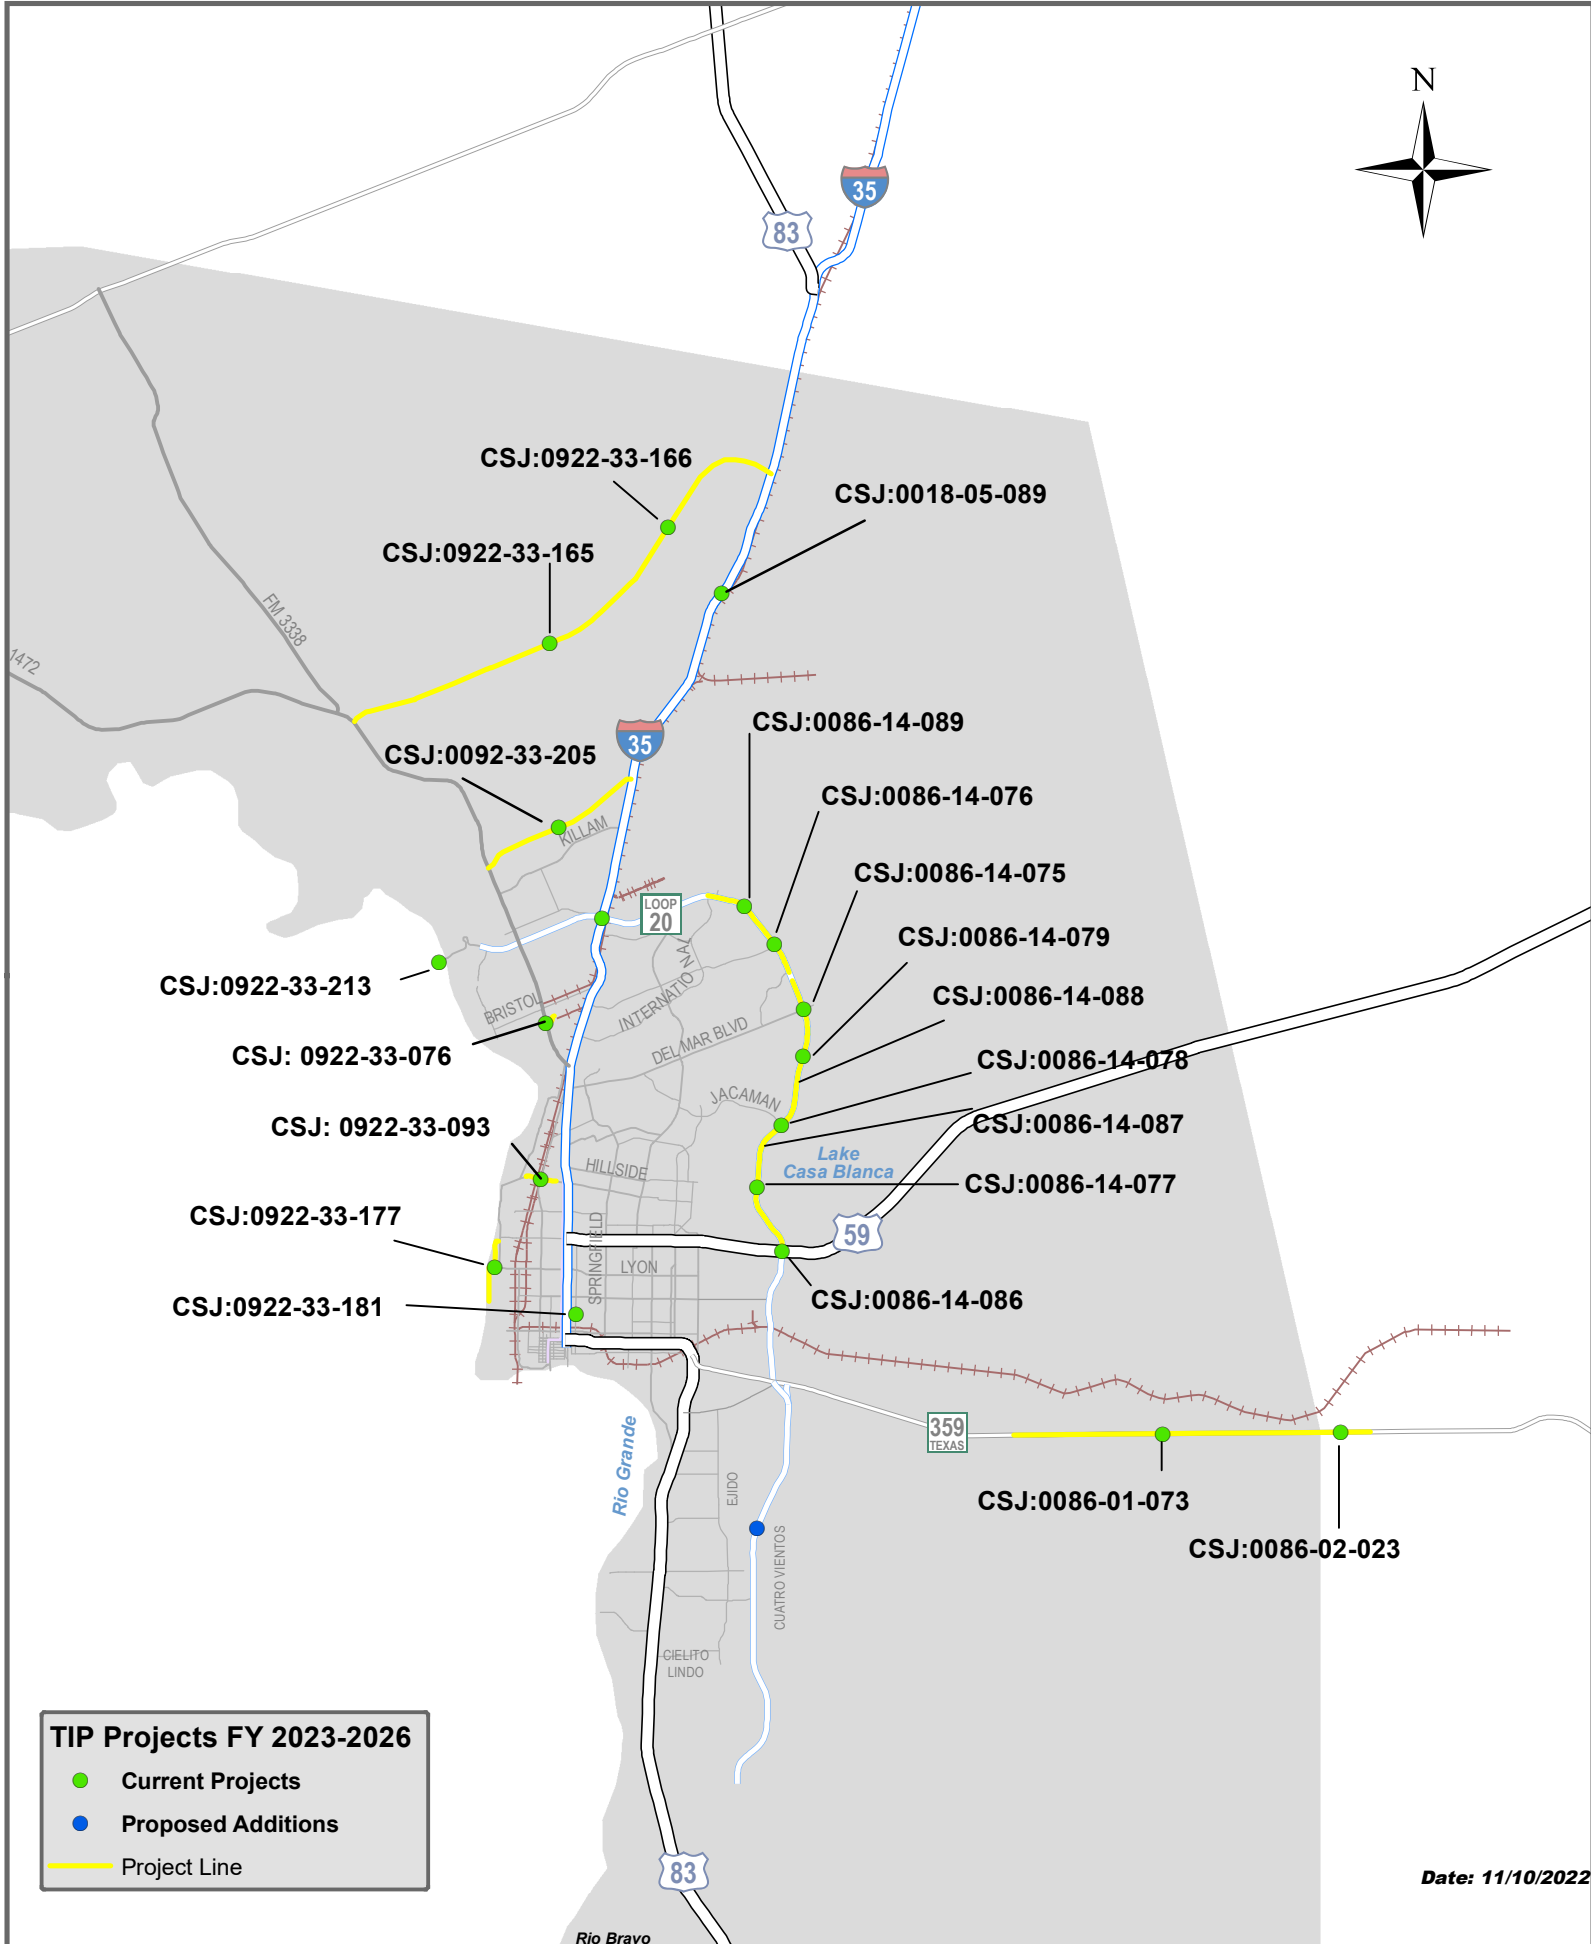 N
35
83
CSJ:0922-33-166
CSJ:0018-05-089
CSJ:0922-33-165
FM 3338
1472
CSJ:0086-14-089
35
CSJ:0092-33-205
CSJ:0086-14-076
KILLAM
CSJ:0086-14-075
LOOP
20
CSJ:0086-14-079
CSJ:0922-33-213
CSJ:0086-14-088
BRISTOL
INTERNATIONAL
DEL MAR BLVD
CSJ: 0922-33-076
CSJ:0086-14-078
JACAMAN
CSJ: 0922-33-093
CSJ:0086-14-087
Lake
Casa Blanca
HILLSIDE
CSJ:0086-14-077
CSJ:0922-33-177
59
SPRINGFIELD
LYON
CSJ:0922-33-181
CSJ:0086-14-086
359
TEXAS
Rio Grande
EJIDO
CSJ:0086-01-073
CSJ:0086-02-023
CUATRO VIENTOS
CIELITO
LINDO
TIP Projects FY 2023-2026
Current Projects
Proposed Additions
Project Line
83
Date: 11/10/2022
Rio Bravo